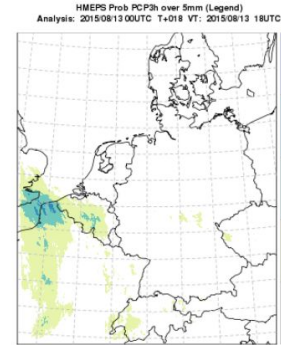 HMEPS Prob PCP3h over 5mm (Legend)
Analysis: 2015/08/13 00UTC T+018 VT: 2015/08/13 18UTC